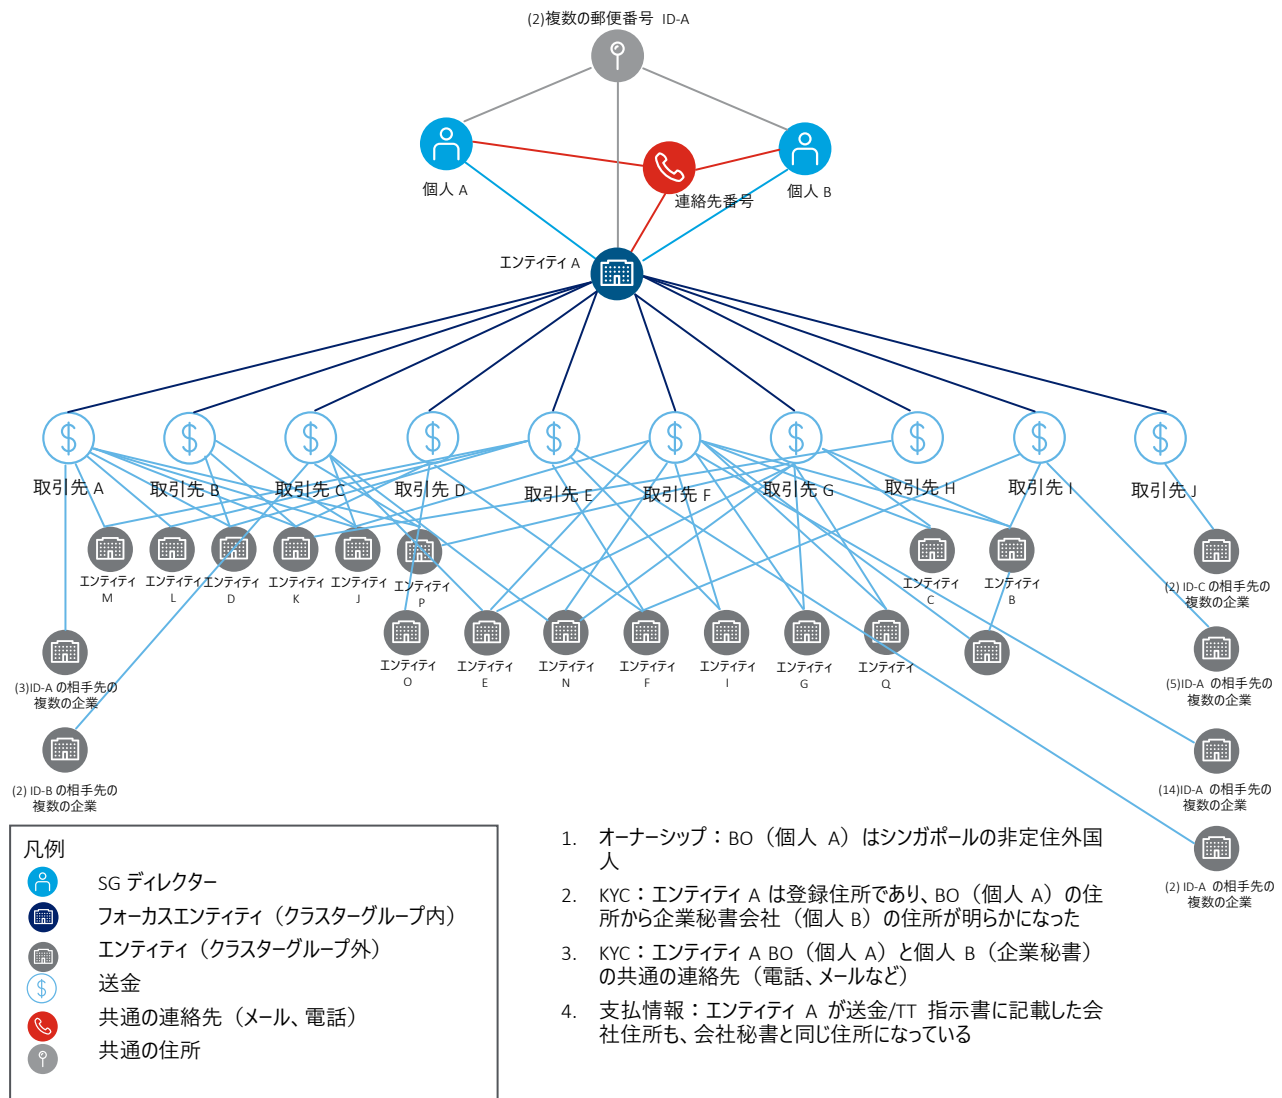 (2)複数の郵便番号 ID-A
個人 A
連絡先番号
個人 B
エンティティ A
取引先 A
取引先 B
取引先 C
取引先 D
取引先 E
取引先 F
取引先 G
取引先 H
取引先 I
取引先 J
エンティティ
M
エンティティ
L
エンティティ
D
エンティティ
K
エンティティ
J
エンティティ
P
エンティティ
C
エンティティ
B
(2) ID-C の相手先の
複数の企業
エンティティ
O
エンティティ
E
エンティティ
N
エンティティ
F
エンティティ
I
エンティティ
G
エンティティ
Q
(3)ID-A の相手先の
複数の企業
(5)ID-A の相手先の
複数の企業
(2) ID-B の相手先の
複数の企業
(14)ID-A の相手先の
複数の企業
(2) ID-A の相手先の
複数の企業
凡例
SG ディレクター
フォーカスエンティティ（クラスターグループ内）
エンティティ（クラスターグループ外）
送金
共通の連絡先（メール、電話）
共通の住所
1. オーナーシップ：BO（個人 A）はシンガポールの非定住外国
人
2. KYC：エンティティ A は登録住所であり、BO（個人 A）の住
所から企業秘書会社（個人 B）の住所が明らかになった
3. KYC：エンティティ A BO（個人 A）と個人 B（企業秘書）
の共通の連絡先（電話、メールなど）
4. 支払情報：エンティティ A が送金/TT 指示書に記載した会
社住所も、会社秘書と同じ住所になっている